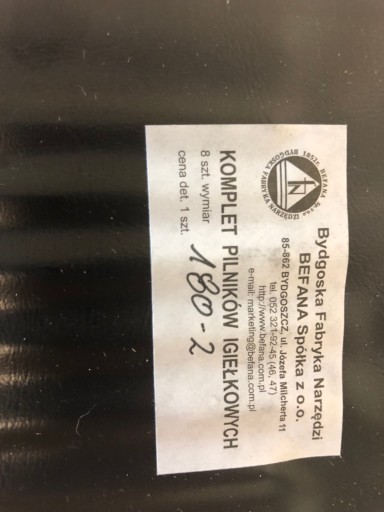 Bydgoska Fabryka Narzędzi
BEFANA Spółka z o.o.
85-862 BYDGOSZCZ, ul. Józefa Milcherta 11
tel. 052 321-92-45 (46, 47)
http://www.befana.com.pl
e-mail: marketing@befana.com.pl
KOMPLET PILNIKÓW IGIEŁKOWYCH
8 szt. wymiar 180-2
cena det. 1 szt.